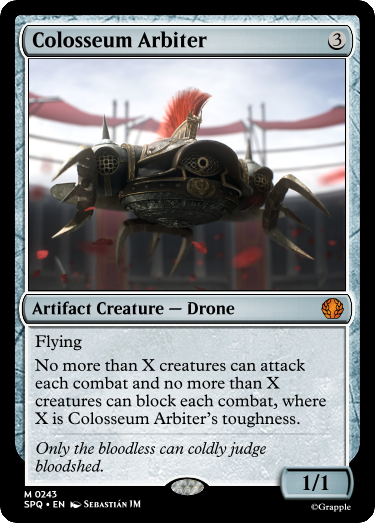 Colosseum Arbiter 3
Artifact Creature — Drone
Flying
No more than X creatures can attack
each combat and no more than X
creatures can block each combat, where
X is Colosseum Arbiter's toughness.
Only the bloodless can coldly judge
bloodshed.
1/1
M 0243
SPQ • EN Sebastián IM
©Grapple